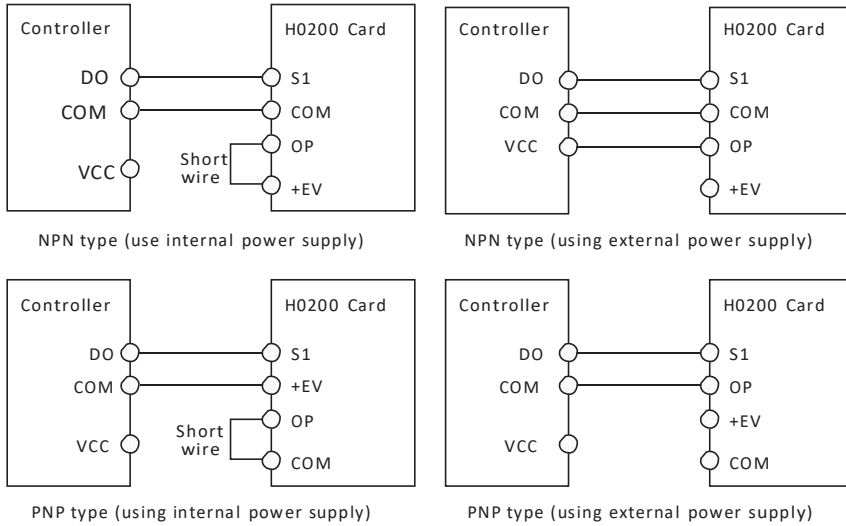 Controller
H0200 Card
DO
S1
COM
COM
OP
VCC
Short
wire
+EV
NPN type (use internal power supply)
Controller
H0200 Card
DO
S1
COM
COM
VCC
OP
+EV
NPN type (using external power supply)
Controller
H0200 Card
DO
S1
COM
+EV
OP
VCC
Short
wire
COM
PNP type (using internal power supply)
Controller
H0200 Card
DO
S1
COM
OP
+EV
VCC
COM
PNP type (using external power supply)